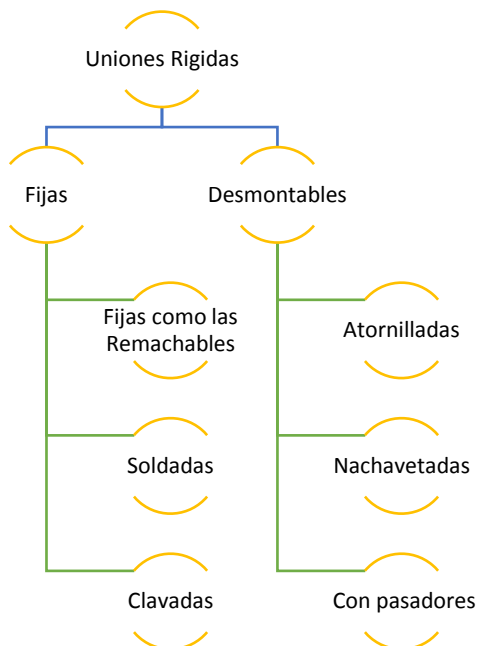 Uniones Rigidas
Fijas
Desmontables
Fijas como las
Remachables
Atornilladas
Soldadas
Nachavetadas
Clavadas
Con pasadores